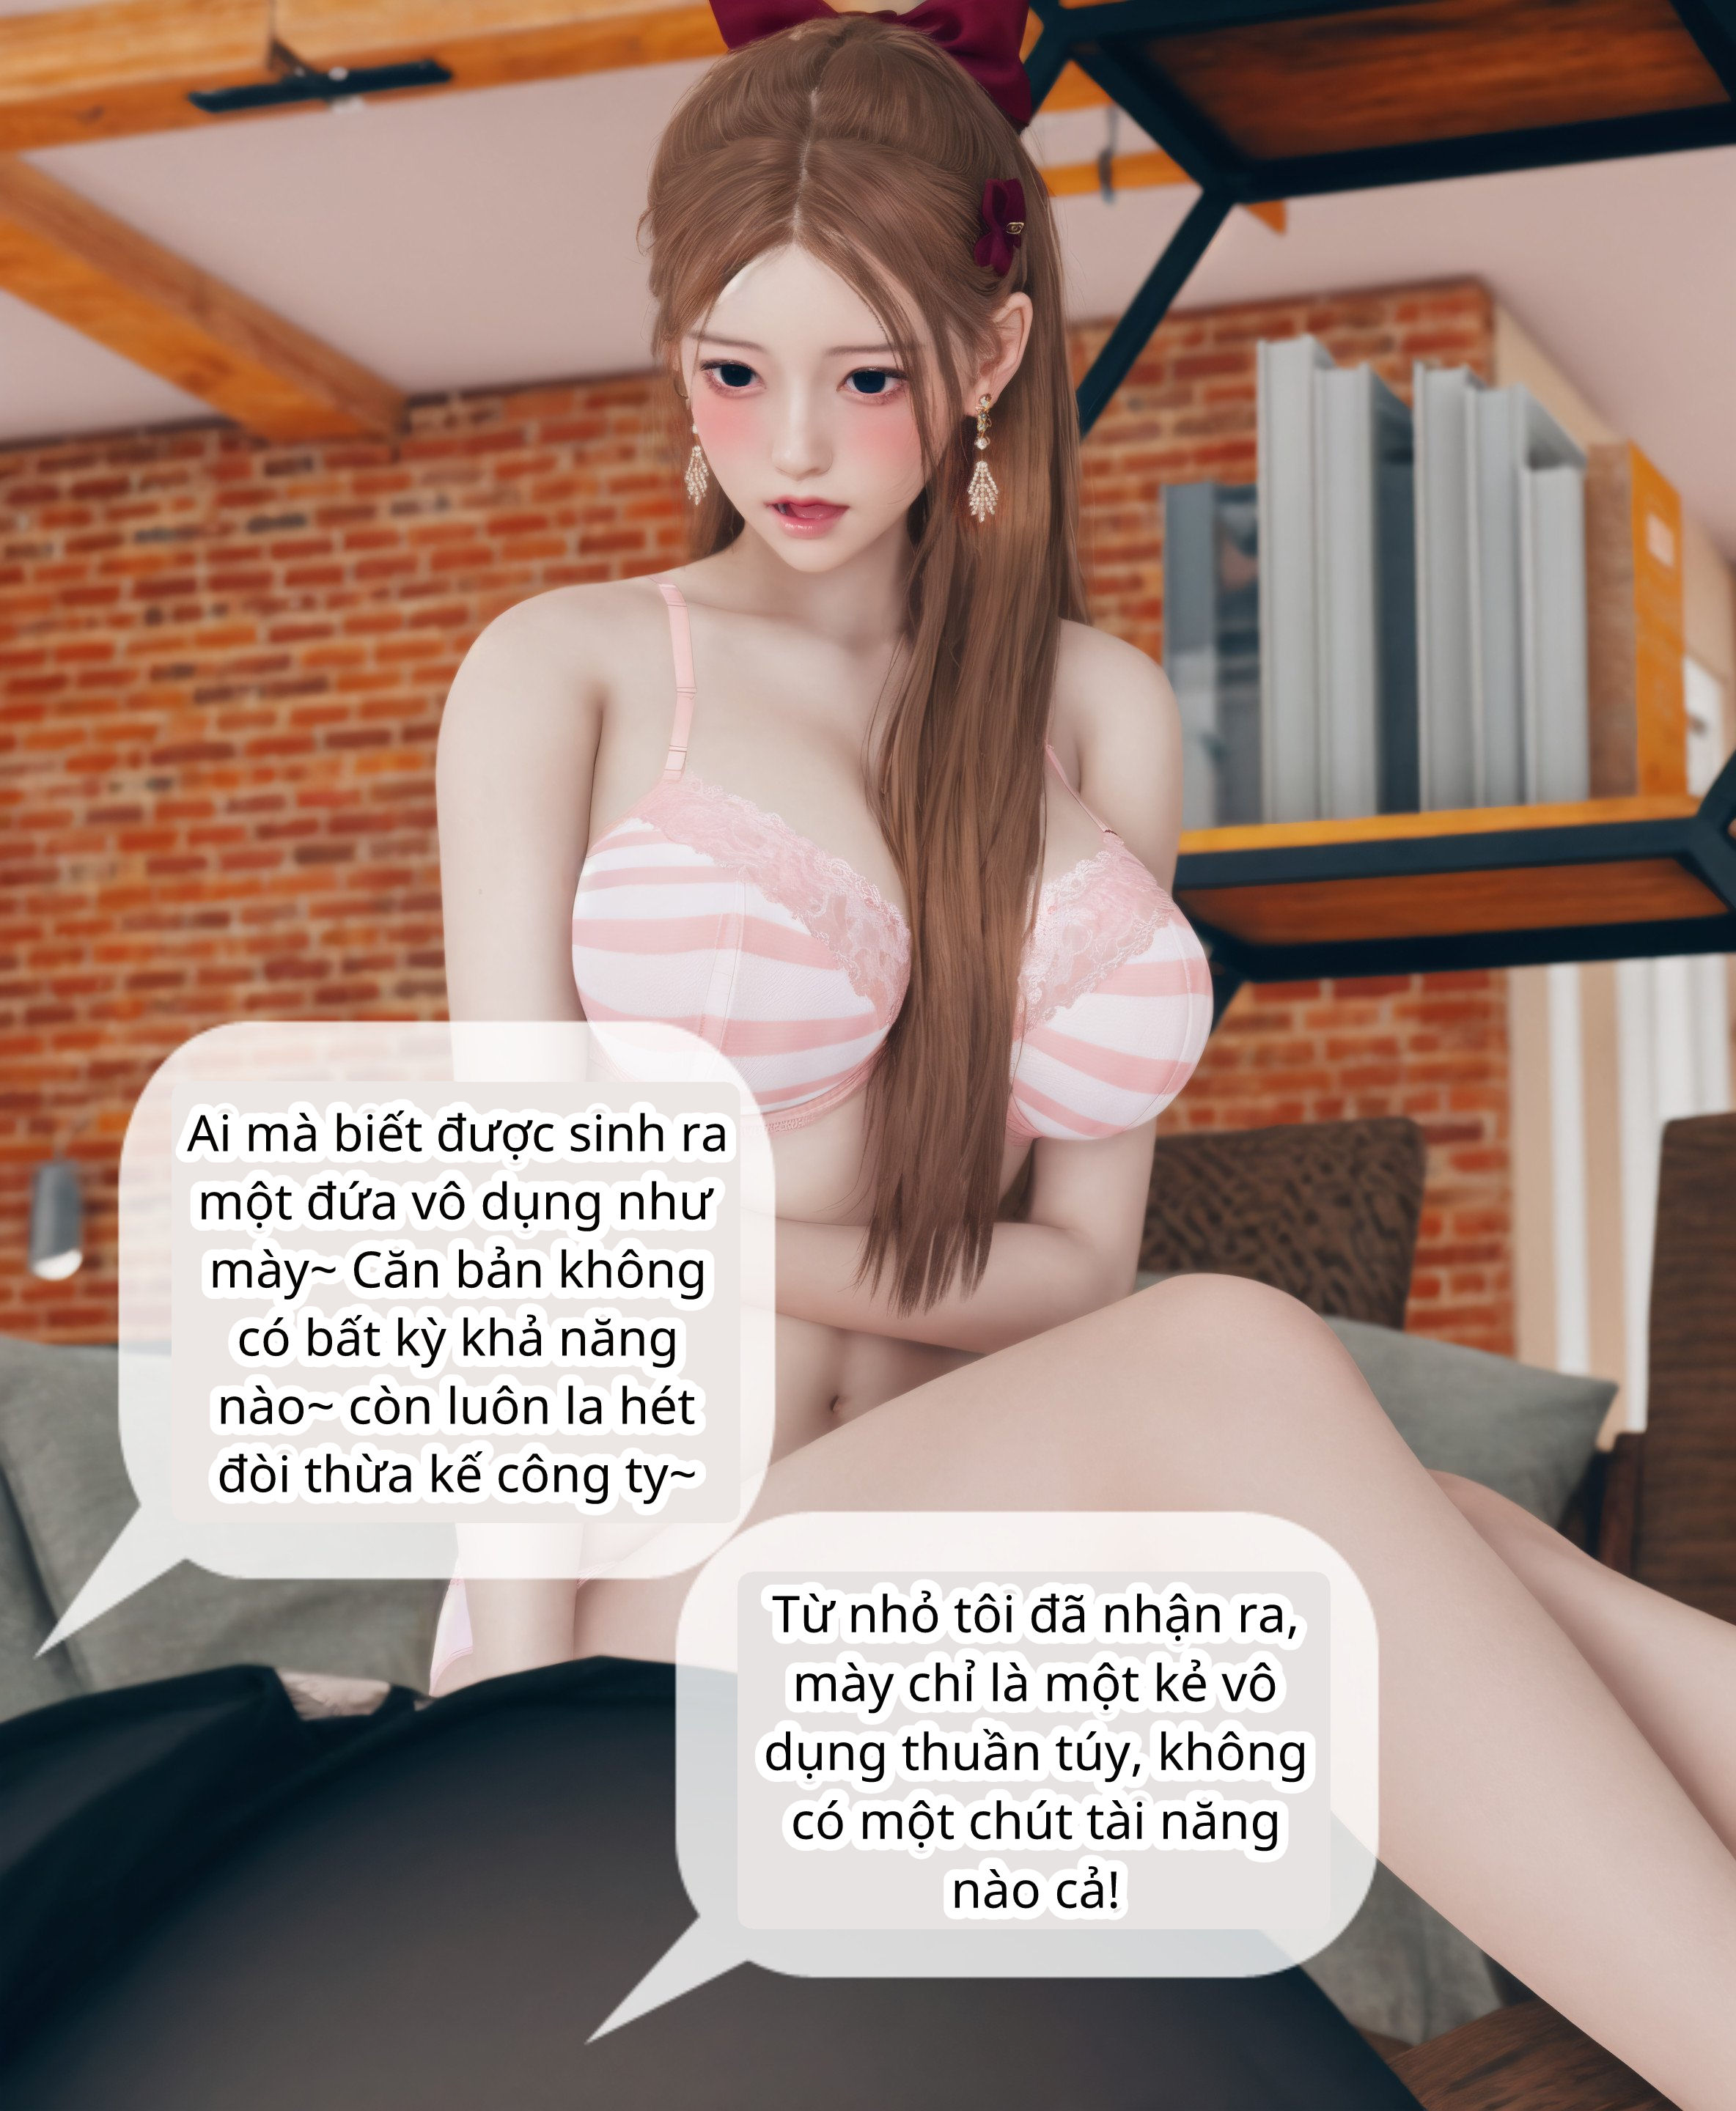 Ai mà biết được sinh ra
một đứa vô dụng như
mày~ Căn bản không
có bất kỳ khả năng
nào~ còn luôn la hét
đòi thừa kế công ty~
Từ nhỏ tôi đã nhận ra,
mày chỉ là một kẻ vô
dụng thuần túy, không
có một chút tài năng
nào cả!